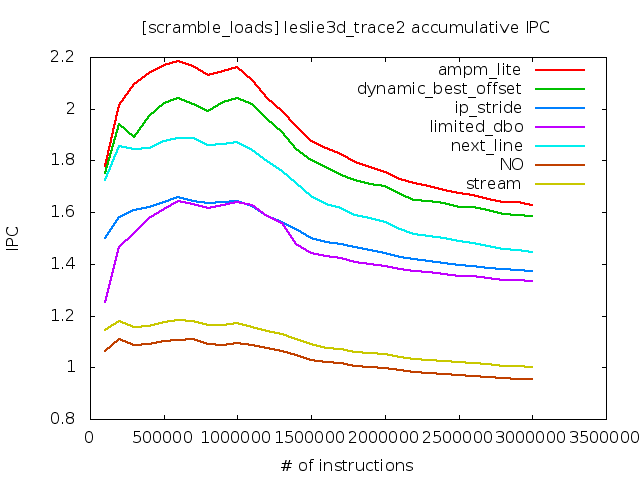 [scramble_loads] leslie3d_trace2 accumulative IPC
2.2
2
1.8
1.6
1.4
1.2
1
0.8
IPC
ampm_lite
dynamic_best_offset
ip_stride
limited_dbo
next_line
NO
stream
0 500000 1000000 1500000 2000000 2500000 3000000 3500000
# of instructions